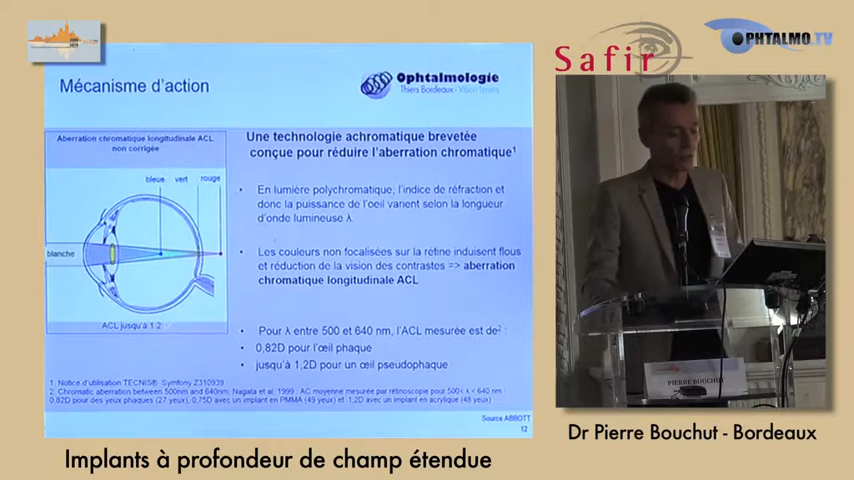 Safir
OPHTALMO.TV
Mécanisme d'action
Ophtalmologie
Thiers Bordeaux - Vision Lasers
Aberration chromatique longitudinale ACL
non corrigée
bleue vert rouge
blanche
ACL jusqu'à 1.2
Une technologie achromatique brevetée
conçue pour réduire l'aberration chromatique1
• En lumière polychromatique, l'indice de réfraction et
donc la puissance de l'oeil varient selon la longueur
d'onde lumineuse λ.
• Les couleurs non focalisées sur la rétine induisent flous
et réduction de la vision des contrastes => aberration
chromatique longitudinale ACL
• Pour λ entre 500 et 640 nm, l'ACL mesurée est de2 :
• 0,82D pour l'œil phaque
• jusqu'à 1,2D pour un œil pseudophaque
1. Notice d'utilisation TECNIS® Symfony Z310939
2. Chromatic aberration between 500nm and 640nm, Nagata et al, 1999 : AC moyenne mesurée par rétinoscopie pour 500< λ < 640 nm :
0,82D pour des yeux phaques (27 yeux), 0,75D avec un implant en PMMA (49 yeux) et 1,2D avec un implant en acrylique (48 yeux)
Source ABBOTT
12
PIERRE BOUCHUT
Dr Pierre Bouchut - Bordeaux
Implants à profondeur de champ étendue